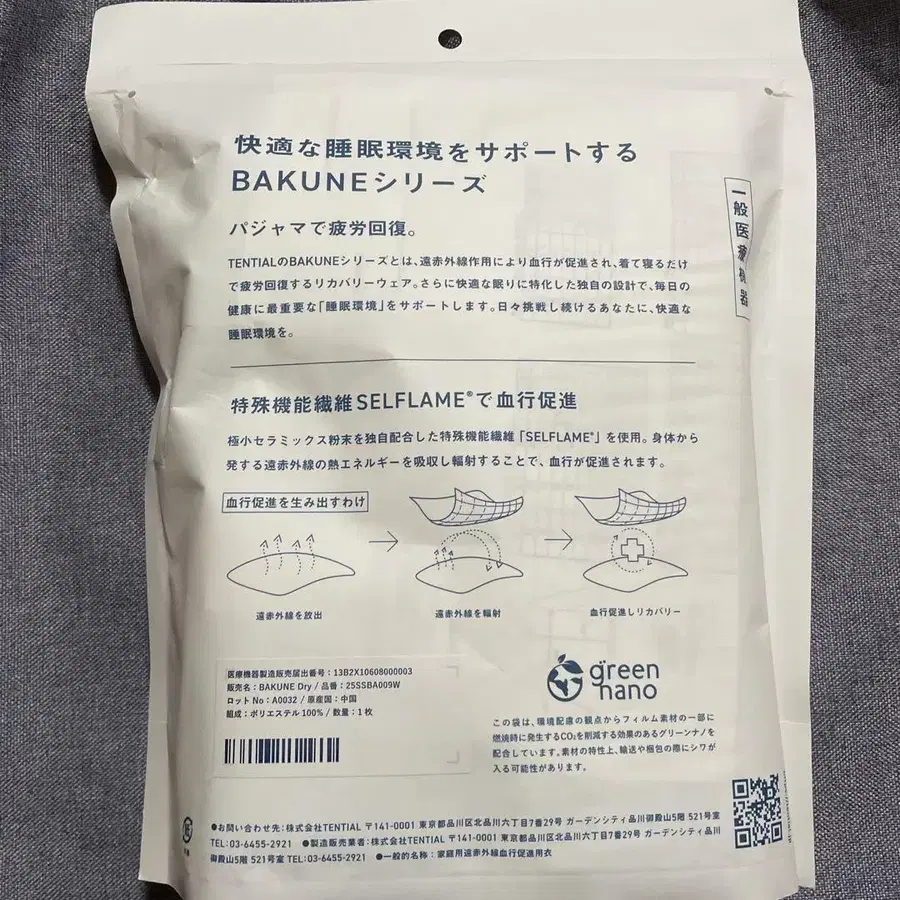 快適な睡眠環境をサポートする
BAKUNEシリーズ
一般医療機器
パジャマで疲労回復。
TENTIALのBAKUNEシリーズとは、遠赤外線作用により血行が促進され、着て寝るだけ
で疲労回復するリカバリーウェア。さらに快適な眠りに特化した独自の設計で、毎日の
健康に最重要な「睡眠環境」をサポートします。日々挑戦し続けるあなたに、快適な
睡眠環境を。
特殊機能繊維SELFLAME®で血行促進
極小セラミックス粉末を独自配合した特殊機能繊維「SELFLAME®」を使用。身体から
発する遠赤外線の熱エネルギーを吸収し輻射することで、血行が促進されます。
血行促進を生み出すわけ
遠赤外線を放出
遠赤外線を輻射
血行促進しリカバリー
医療機器製造販売届出番号：13B2X10608000003
販売名：BAKUNE Dry / 品番：25SSBA009W
ロットNo：A0032 / 原産国：中国
組成：ポリエステル100% / 数量：1枚
green
nano
この袋は、環境配慮の観点からフィルム素材の一部に
燃焼時に発生するCO₂を削減する効果のあるグリーンナノを
配合しています。素材の特性上、輸送や梱包の際にシワが
入る可能性があります。
●お問い合わせ先：株式会社TENTIAL 〒141-0001 東京都品川区北品川六丁目7番29号 ガーデンシティ品川御殿山5階 521号室
TEL：03-6455-2921 ●製造販売業者：株式会社TENTIAL 〒141-0001 東京都品川区北品川六丁目7番29号 ガーデンシティ品川
御殿山5階 521号室 TEL：03-6455-2921 ●一般的名称：家庭用遠赤外線血行促進用衣